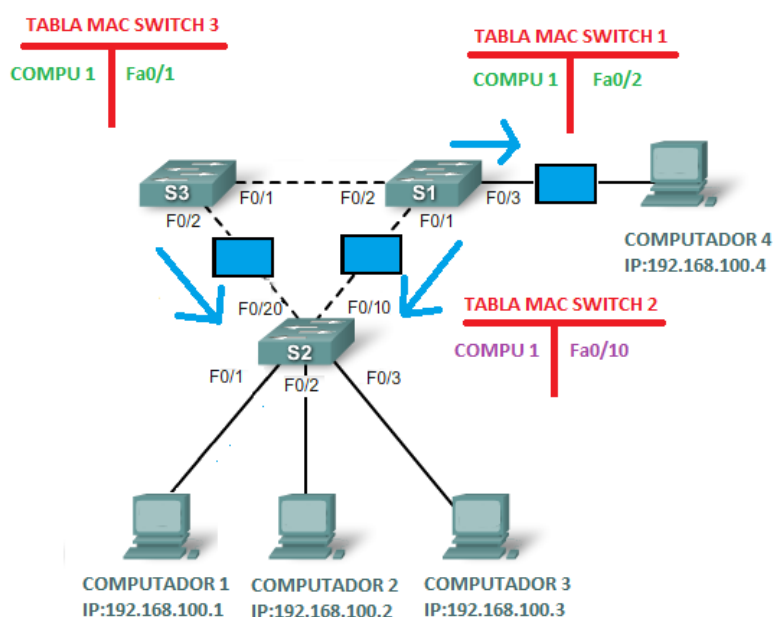 TABLA MAC SWITCH 3
COMPU 1 Fa0/1
TABLA MAC SWITCH 1
COMPU 1 Fa0/2
S3
F0/1
F0/2
S1
F0/3
F0/2
F0/1
COMPUTADOR 4
IP:192.168.100.4
F0/20
F0/10
TABLA MAC SWITCH 2
COMPU 1 Fa0/10
S2
F0/1
F0/2
F0/3
COMPUTADOR 1
IP:192.168.100.1
COMPUTADOR 2
IP:192.168.100.2
COMPUTADOR 3
IP:192.168.100.3